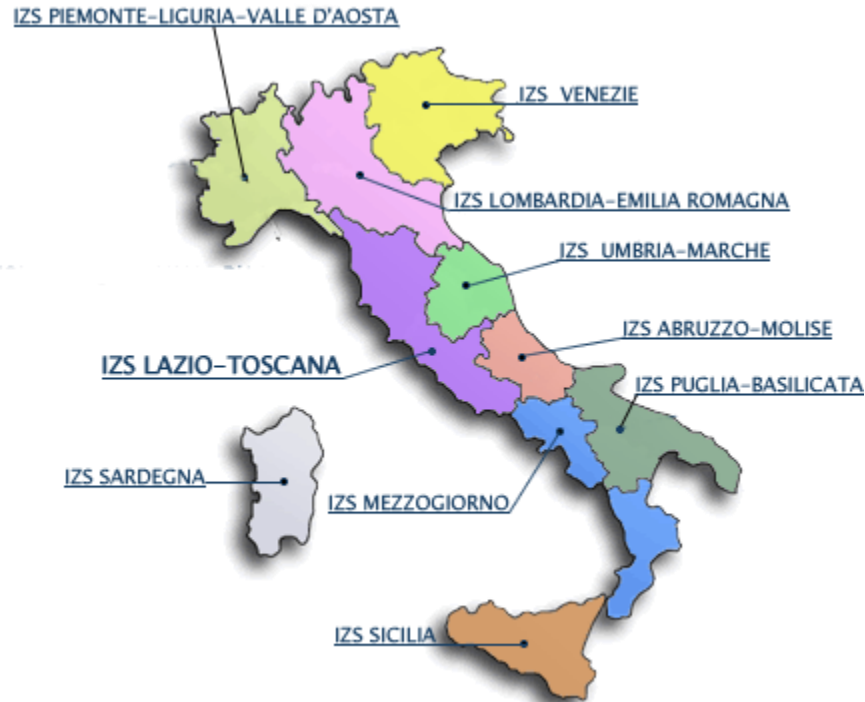 IZS PIEMONTE-LIGURIA-VALLE D'AOSTA
IZS VENEZIE
IZS LOMBARDIA-EMILIA ROMAGNA
IZS UMBRIA-MARCHE
IZS ABRUZZO-MOLISE
IZS LAZIO-TOSCANA
IZS PUGLIA-BASILICATA
IZS SARDEGNA
IZS MEZZOGIORNO
IZS SICILIA